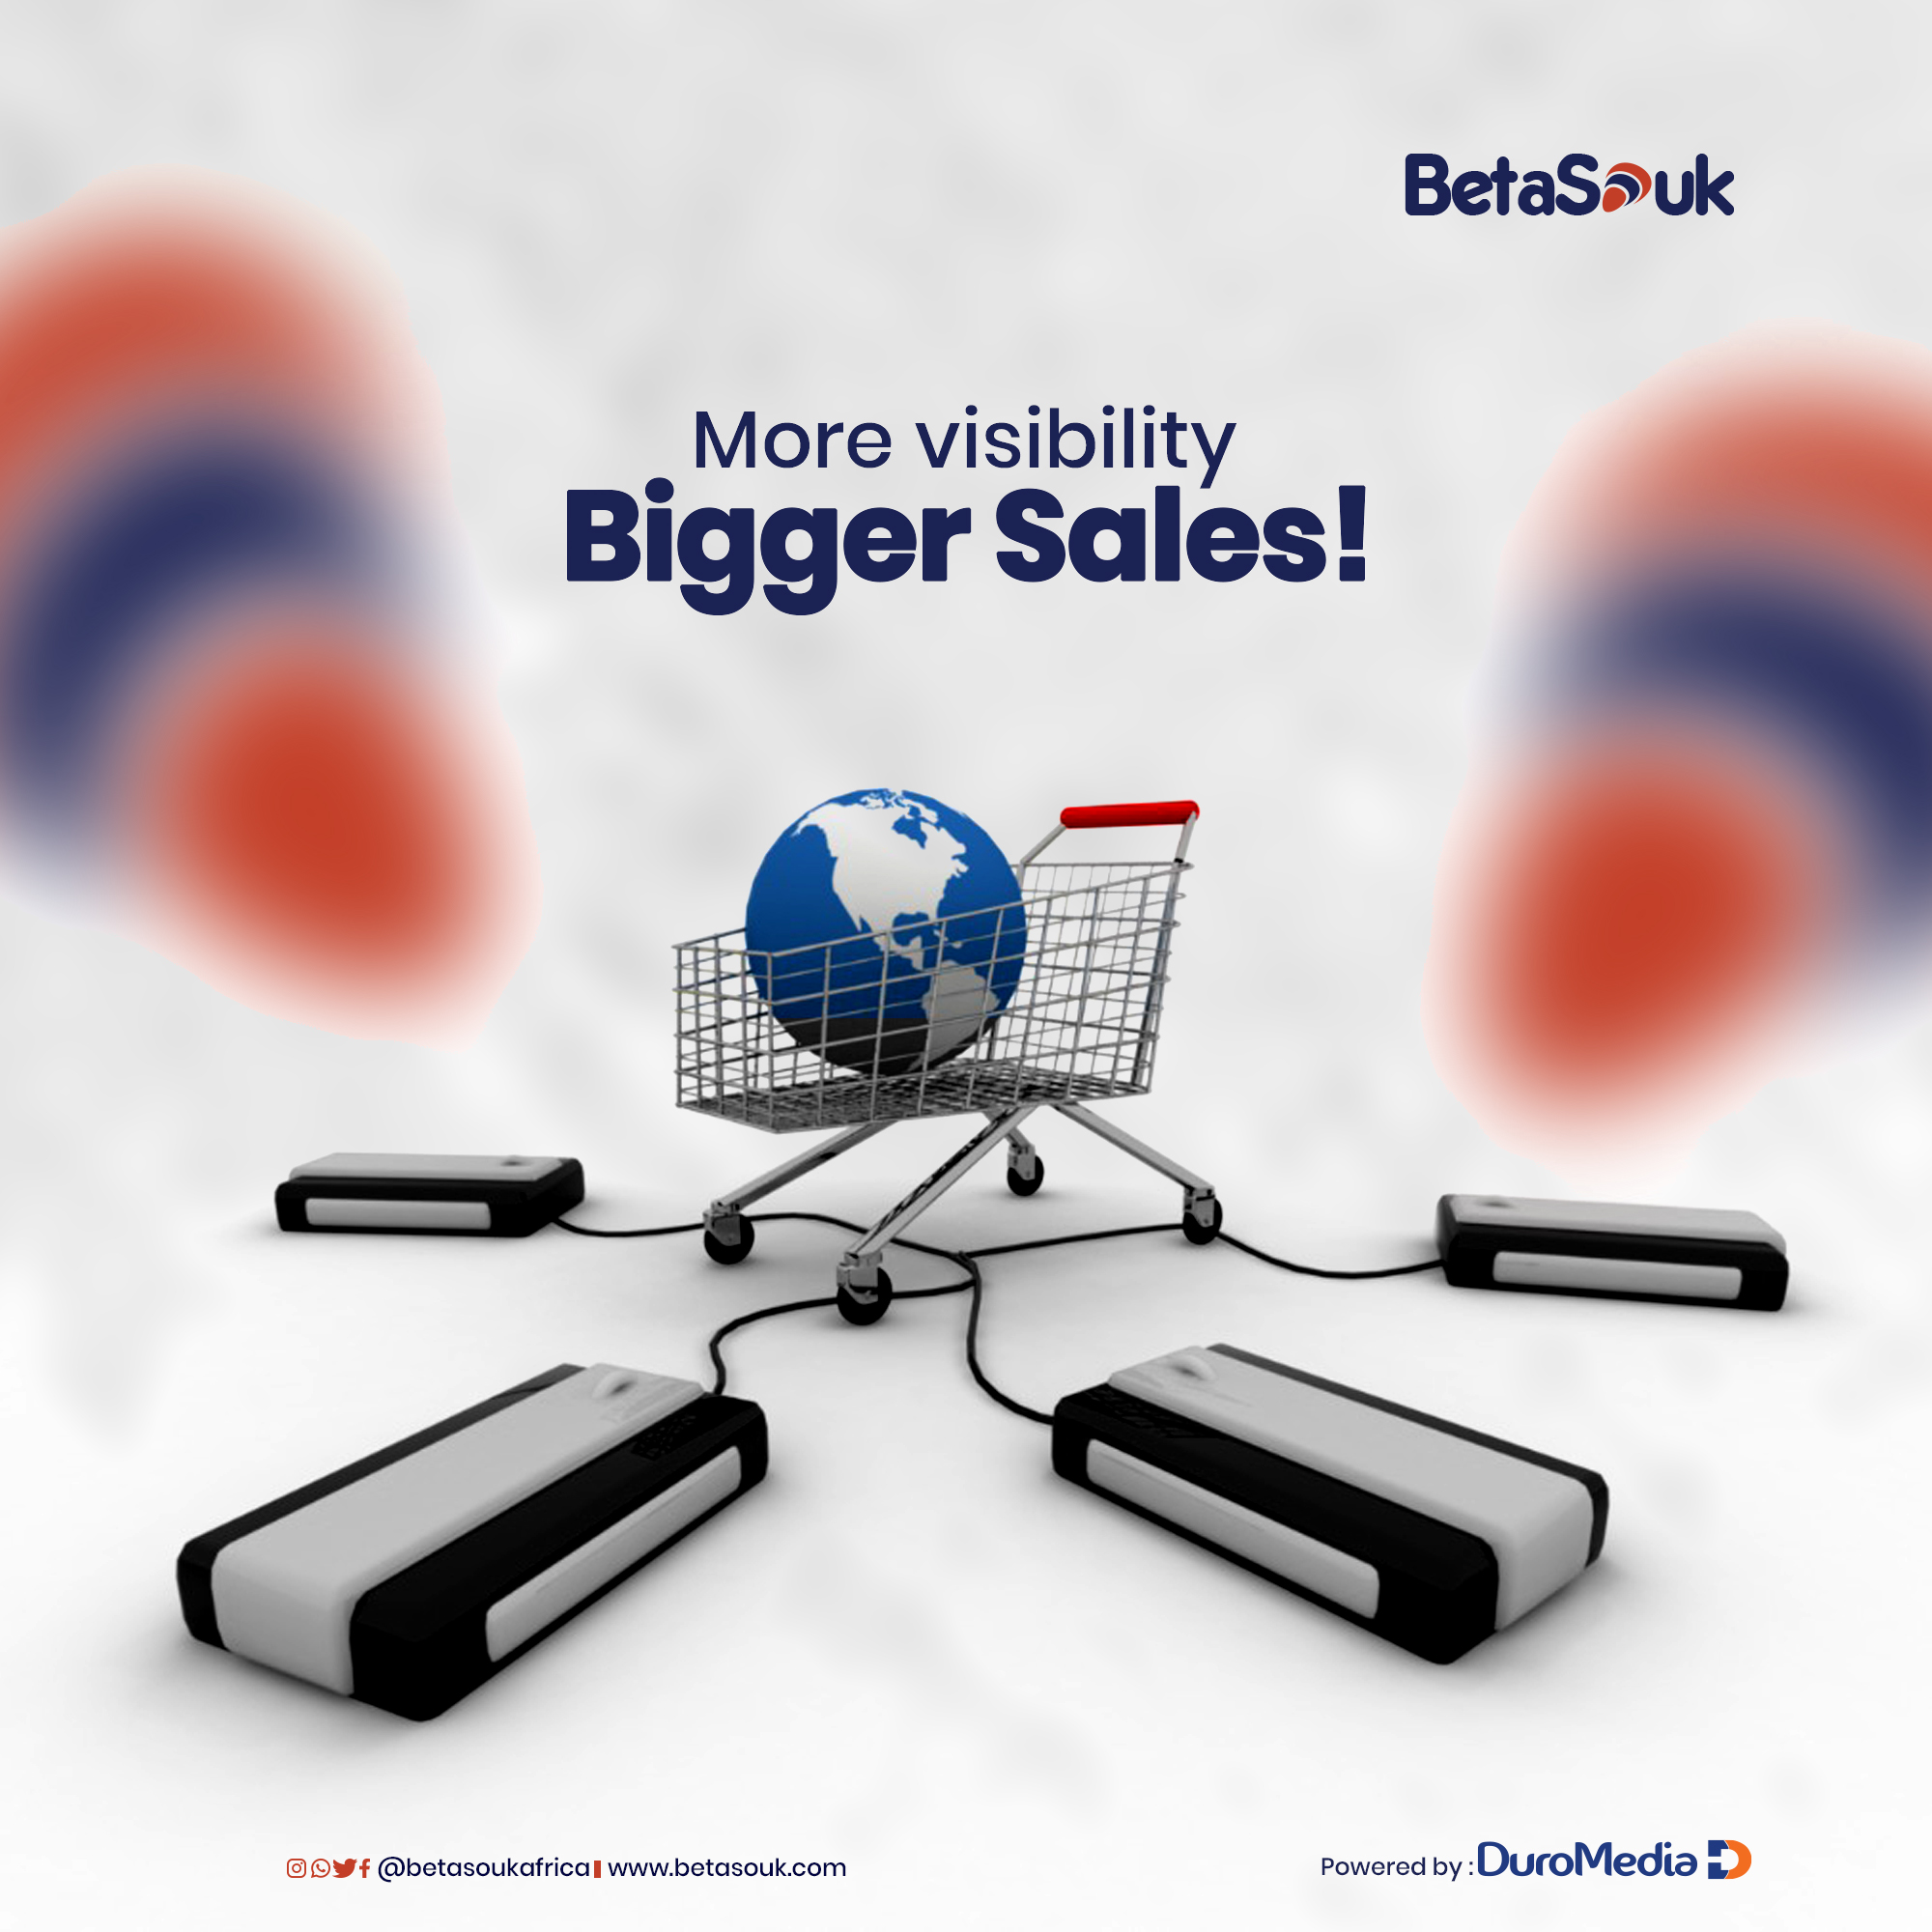 BetaSouk
More visibility
Bigger Sales!
@betasoukafrica | www.betasouk.com
Powered by : DuroMedia